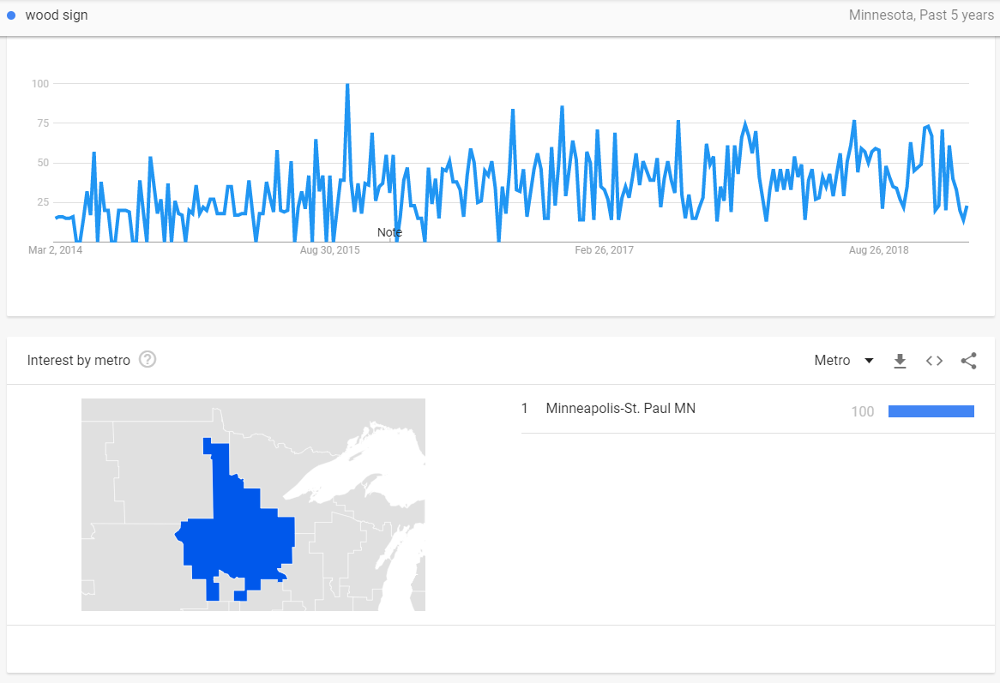 wood sign Minnesota, Past 5 years
100
75
50
25
Note
Mar 2, 2014 Aug 30, 2015 Feb 26, 2017 Aug 26, 2018
Interest by metro ? Metro
1 Minneapolis-St. Paul MN 100